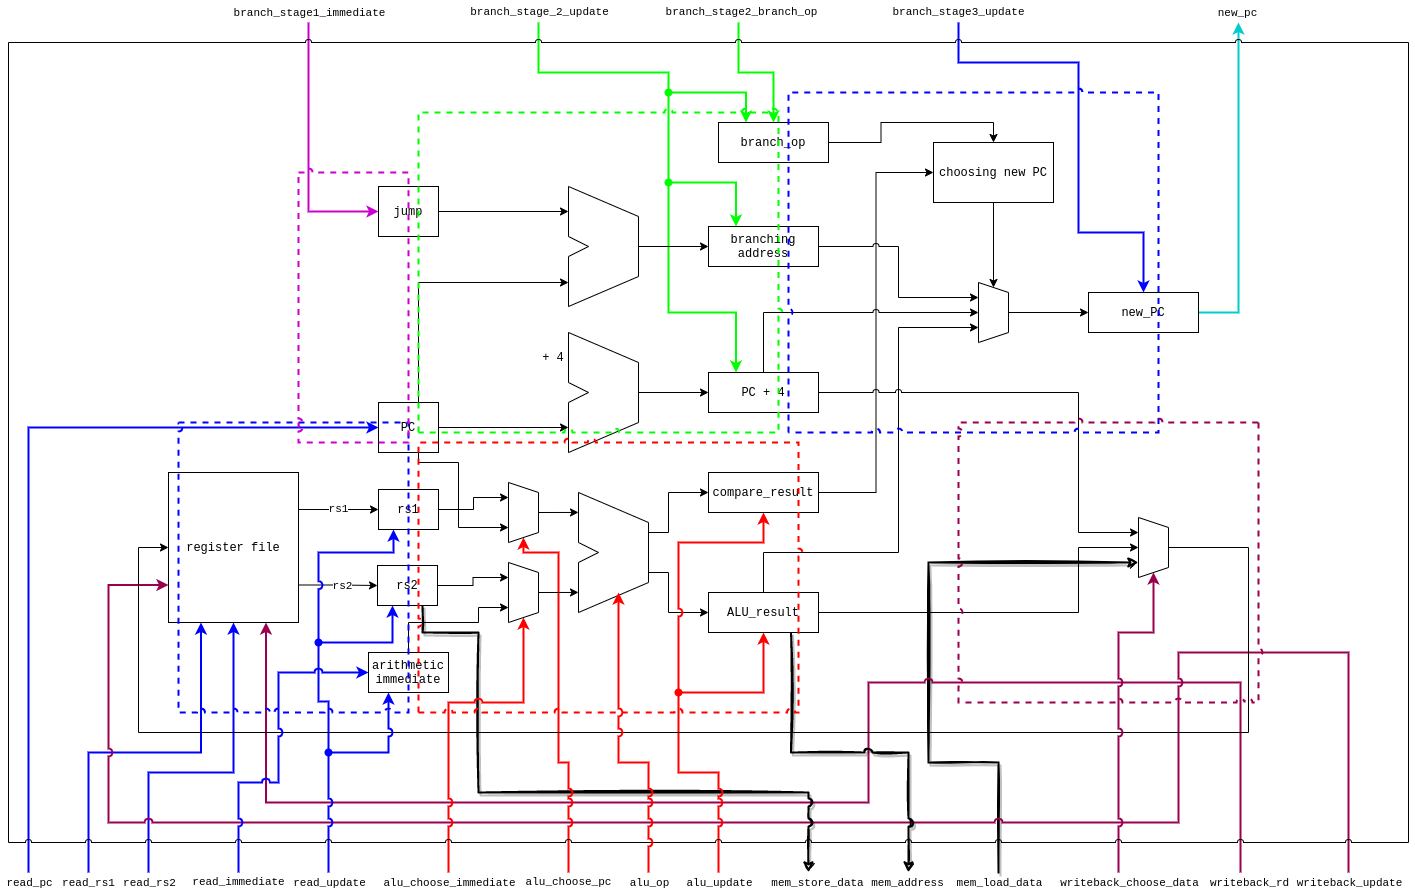 branch_stage1_immediate
branch_stage_2_update
branch_stage2_branch_op
branch_stage3_update
new_pc
branch_op
choosing new PC
jump
branching
address
new_PC
+ 4
PC + 4
PC
register file
rs1
rs1
compare_result
rs2
rs2
ALU_result
arithmetic
immediate
read_pc
read_rs1
read_rs2
read_immediate
read_update
alu_choose_immediate
alu_choose_pc
alu_op
alu_update
mem_store_data
mem_address
mem_load_data
writeback_choose_data
writeback_rd
writeback_update